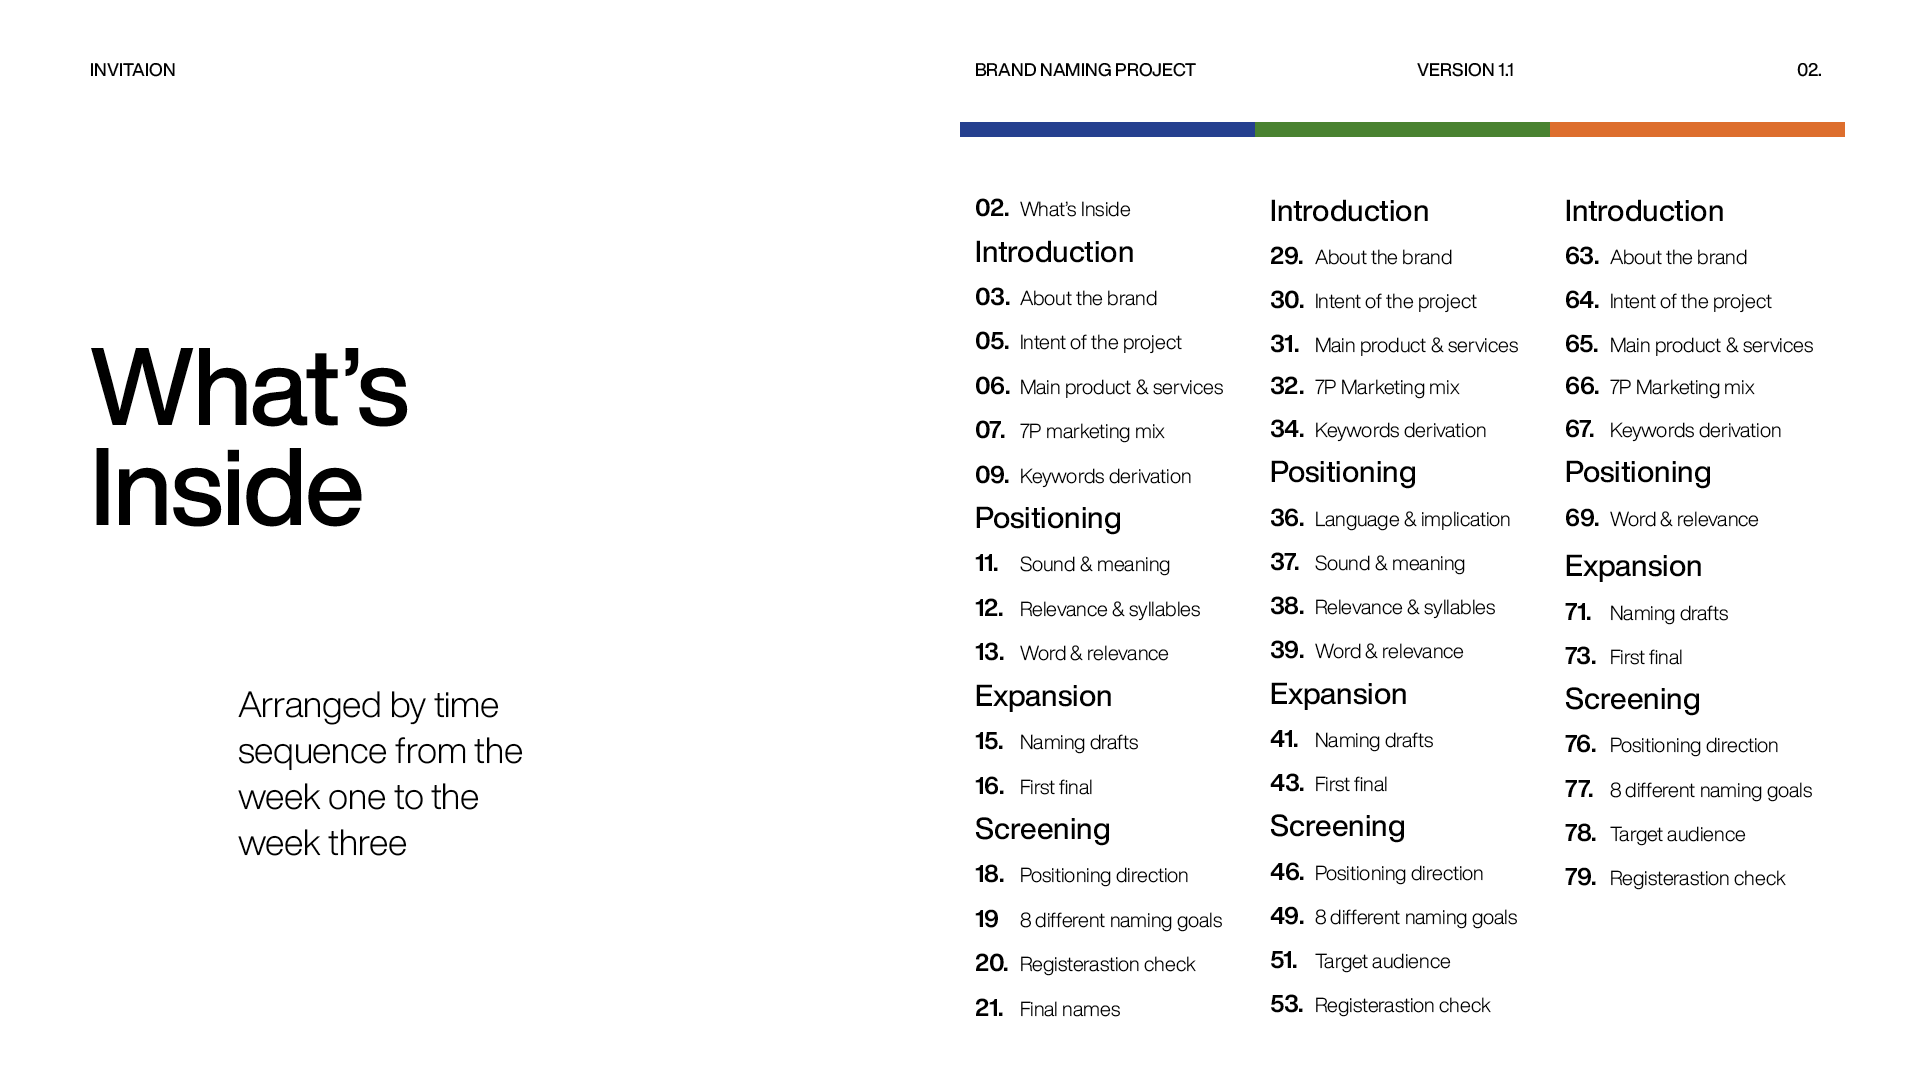 INVITAION
BRAND NAMING PROJECT
VERSION 1.1
02.
What’s
Inside
Arranged by time
sequence from the
week one to the
week three
02. What’s Inside
Introduction
03. About the brand
05. Intent of the project
06. Main product & services
07. 7P marketing mix
09. Keywords derivation
Positioning
11. Sound & meaning
12. Relevance & syllables
13. Word & relevance
Expansion
15. Naming drafts
16. First final
Screening
18. Positioning direction
19 8 different naming goals
20. Registerastion check
21. Final names
Introduction
29. About the brand
30. Intent of the project
31. Main product & services
32. 7P Marketing mix
34. Keywords derivation
Positioning
36. Language & implication
37. Sound & meaning
38. Relevance & syllables
39. Word & relevance
Expansion
41. Naming drafts
43. First final
Screening
46. Positioning direction
49. 8 different naming goals
51. Target audience
53. Registerastion check
Introduction
63. About the brand
64. Intent of the project
65. Main product & services
66. 7P Marketing mix
67. Keywords derivation
Positioning
69. Word & relevance
Expansion
71. Naming drafts
73. First final
Screening
76. Positioning direction
77. 8 different naming goals
78. Target audience
79. Registerastion check